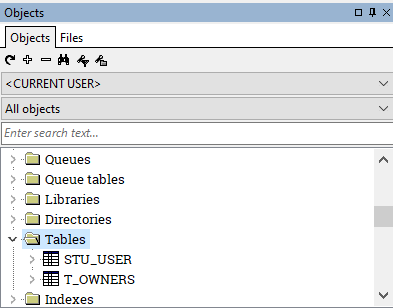 Objects
Objects Files
<CURRENT USER>
All objects
Enter search text...
Queues
Queue tables
Libraries
Directories
Tables
STU_USER
T_OWNERS
Indexes